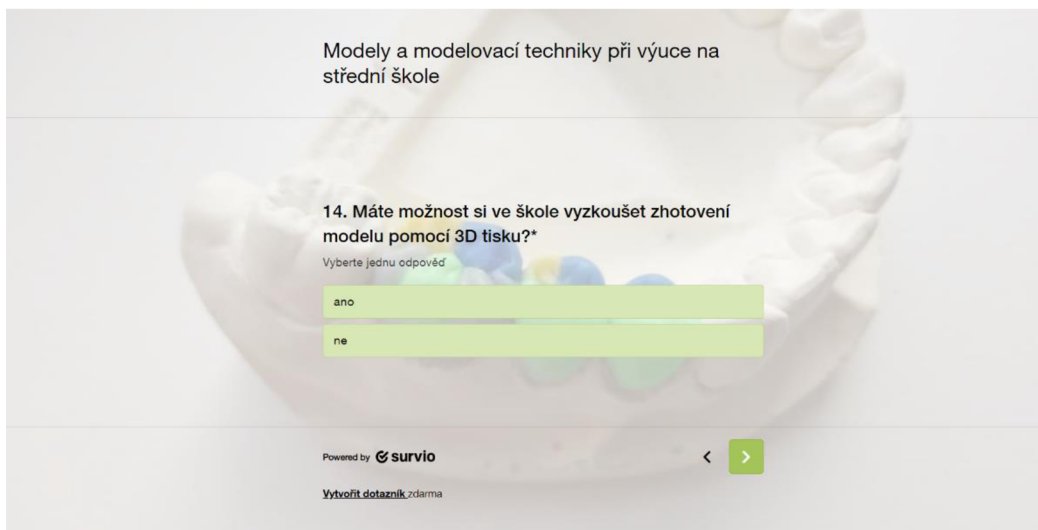 Modely a modelovací techniky při výuce na
střední škole
14. Máte možnost si ve škole vyzkoušet zhotovení
modelu pomocí 3D tisku?*
Vyberte jednu odpověď
ano
ne
Powered by survio
Vytvořit dotazník zdarma